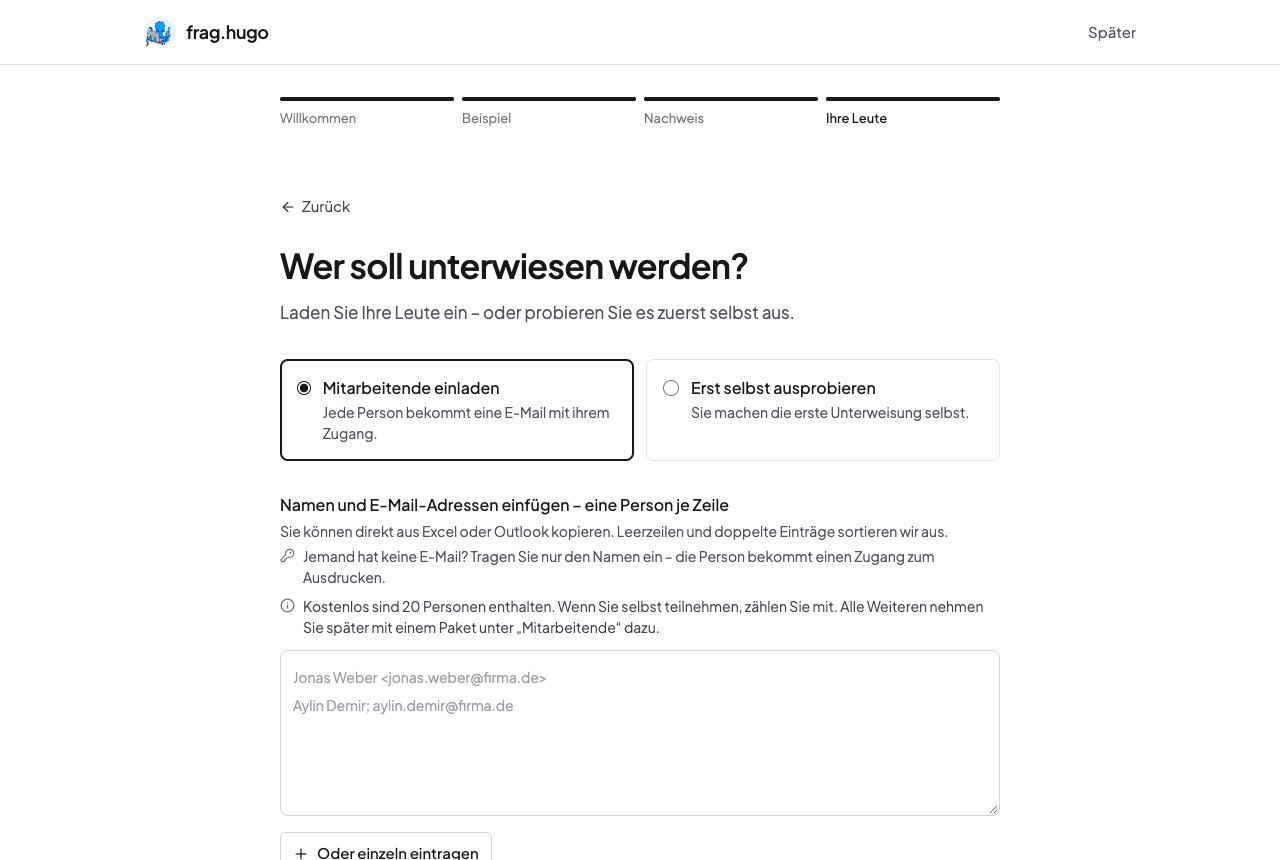 frag.hugo
Später
Willkommen
Beispiel
Nachweis
Ihre Leute
← Zurück
Wer soll unterwiesen werden?
Laden Sie Ihre Leute ein – oder probieren Sie es zuerst selbst aus.
Mitarbeitende einladen
Jede Person bekommt eine E-Mail mit ihrem
Zugang.
Erst selbst ausprobieren
Sie machen die erste Unterweisung selbst.
Namen und E-Mail-Adressen einfügen – eine Person je Zeile
Sie können direkt aus Excel oder Outlook kopieren. Leerzeilen und doppelte Einträge sortieren wir aus.
Jemand hat keine E-Mail? Tragen Sie nur den Namen ein – die Person bekommt einen Zugang zum
Ausdrucken.
Kostenlos sind 20 Personen enthalten. Wenn Sie selbst teilnehmen, zählen Sie mit. Alle Weiteren nehmen
Sie später mit einem Paket unter „Mitarbeitende“ dazu.
Jonas Weber <jonas.weber@firma.de>
Aylin Demir; aylin.demir@firma.de
+ Oder einzeln eintragen